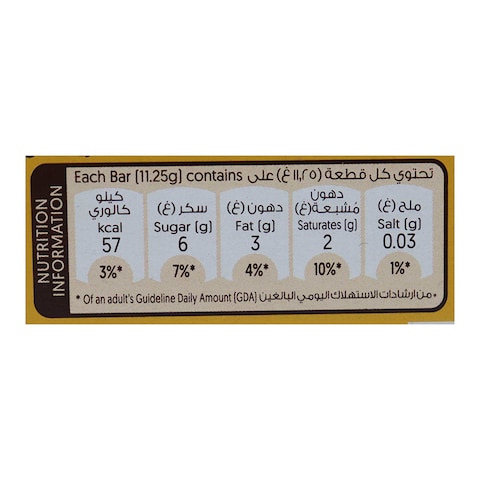 NUTRITION
INFORMATION
Each Bar (11.25g) contains تحتوي كل قطعة (١١,٢٥ غ) على
كيلو
كالوري
kcal
57
3%*
سكر (غ)
Sugar (g)
6
7%*
دهون (غ)
Fat (g)
3
4%*
دهون
مُشبعة (غ)
Saturates (g)
2
10%*
ملح (غ)
Salt (g)
0.03
1%*
* Of an adult's Guideline Daily Amount (GDA) من إرشادات الاستهلاك اليومي البالغين *